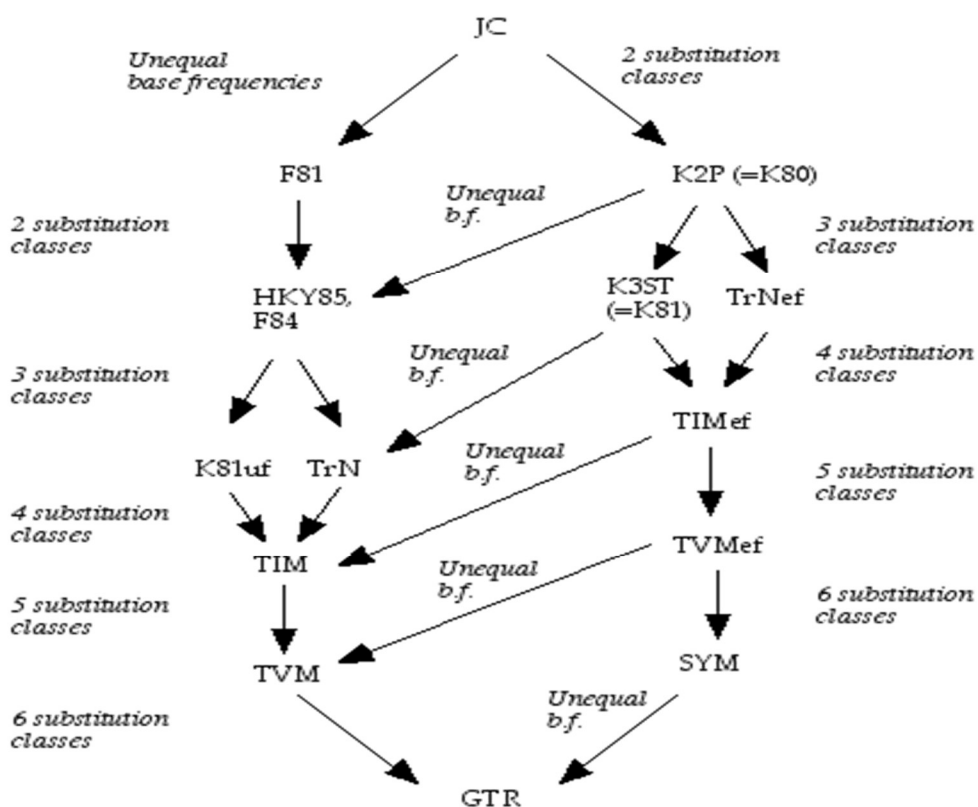 JC
Unequal
base frequencies
2 substitution
classes
F81
K2P (=K80)
Unequal
b.f.
2 substitution
classes
3 substitution
classes
HKY85,
F84
K3ST
(=K81)
TrNef
Unequal
b.f.
3 substitution
classes
4 substitution
classes
TIMef
K81uf
TrN
Unequal
b.f.
5 substitution
classes
4 substitution
classes
TIM
TVMef
Unequal
b.f.
5 substitution
classes
6 substitution
classes
TVM
SYM
Unequal
b.f.
6 substitution
classes
GTR